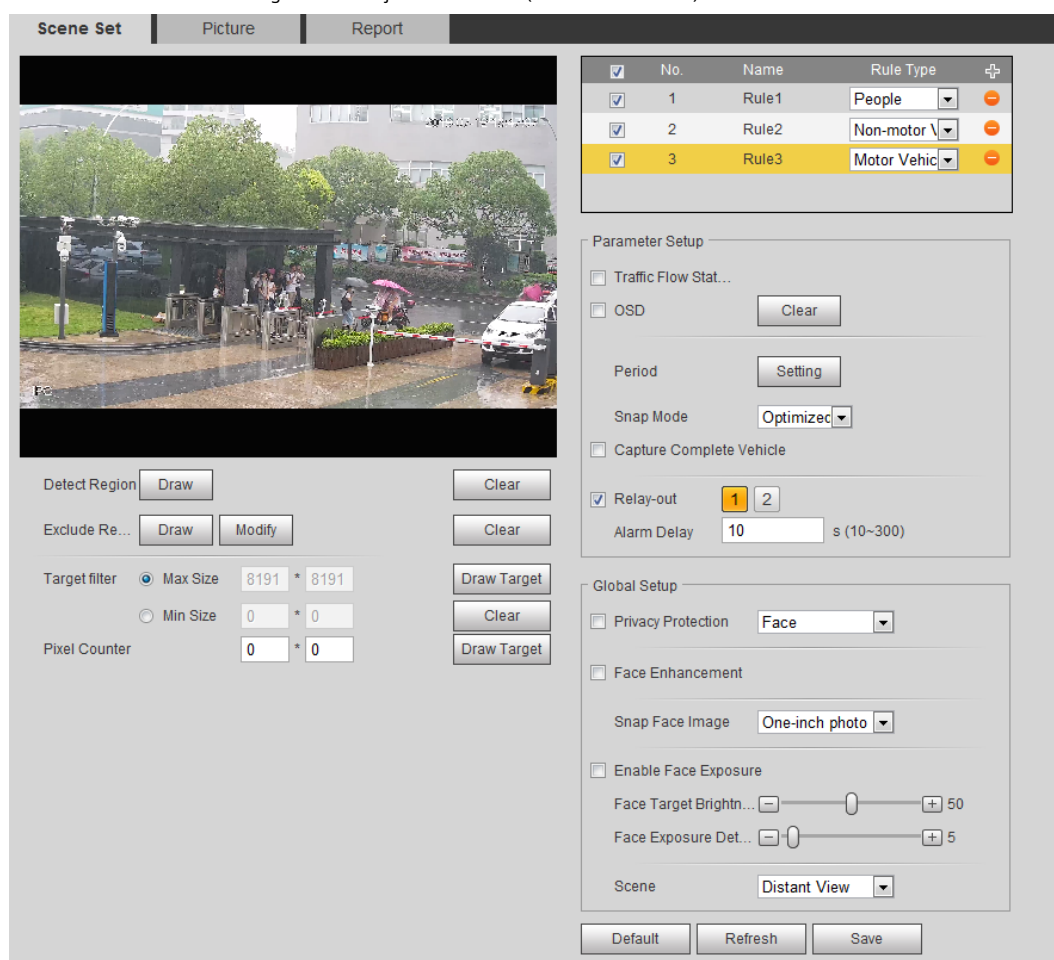 Scene Set Picture Report
No. Name Rule Type
1 Rule1 People
2 Rule2 Non-motor V
3 Rule3 Motor Vehic
Parameter Setup
Traffic Flow Stat...
OSD Clear
Period Setting
Snap Mode Optimized
Capture Complete Vehicle
Relay-out 1 2
Alarm Delay 10 s (10~300)
Detect Region Draw Clear
Exclude Re... Draw Modify Clear
Target filter Max Size 8191 * 8191 Draw Target
Min Size 0 * 0 Clear
Pixel Counter 0 * 0 Draw Target
Global Setup
Privacy Protection Face
Face Enhancement
Snap Face Image One-inch photo
Enable Face Exposure
Face Target Brightn... 50
Face Exposure Det... 5
Scene Distant View
Default Refresh Save